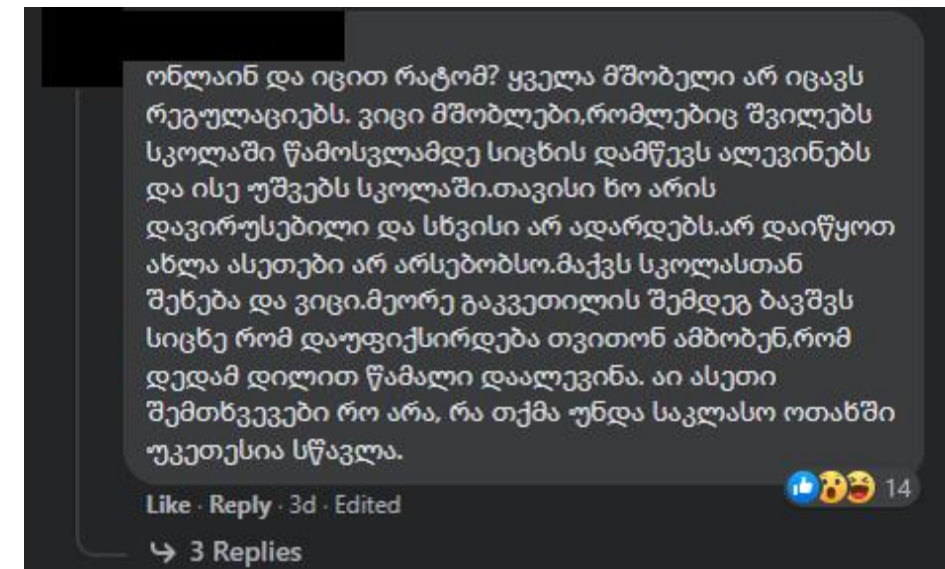 ონლაინ და იცით რატომ? ყველა მშობელი არ იცავს
რეგულაციებს. ვიცი მშობლები,რომლებიც შვილებს
სკოლაში წამოსვლამდე სიცხის დამწევს ალევინებს
და ისე უშვებს სკოლაში.თავისი ხო არის
დავირუსებილი და სხვისი არ ადარდებს.არ დაიწყოთ
ახლა ასეთები არ არსებობსო.მაქვს სკოლასთან
შეხება და ვიცი.მეორე გაკვეთილის შემდეგ ბავშვს
სიცხე რომ დაუფიქსირდება თვითონ ამბობენ,რომ
დედამ დილით წამალი დაალევინა. აი ასეთი
შემთხვევები რო არა, რა თქმა უნდა საკლასო ოთახში
უკეთესია სწავლა.
Like · Reply · 3d · Edited
14
3 Replies